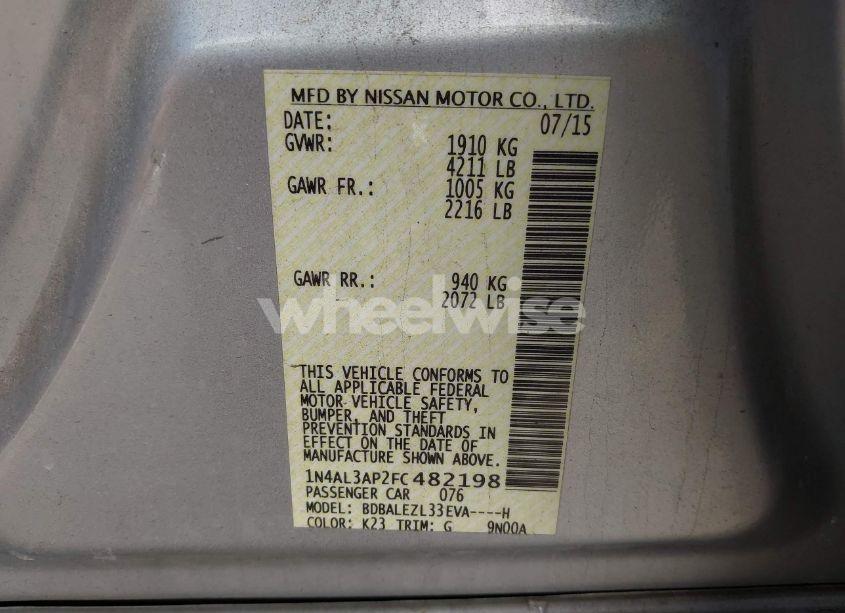 MFD BY NISSAN MOTOR CO., LTD.
DATE: 07/15
GVWR: 1910 KG
4211 LB
GAWR FR.: 1005 KG
2216 LB
GAWR RR.: 940 KG
2072 LB
wheelwise
THIS VEHICLE CONFORMS TO
ALL APPLICABLE FEDERAL
MOTOR VEHICLE SAFETY,
BUMPER, AND THEFT
PREVENTION STANDARDS IN
EFFECT ON THE DATE OF
MANUFACTURE SHOWN ABOVE.
1N4AL3AP2FC482198
PASSENGER CAR 076
MODEL: BDBALEZL33EVA----H
COLOR: K23 TRIM: G 9N00A